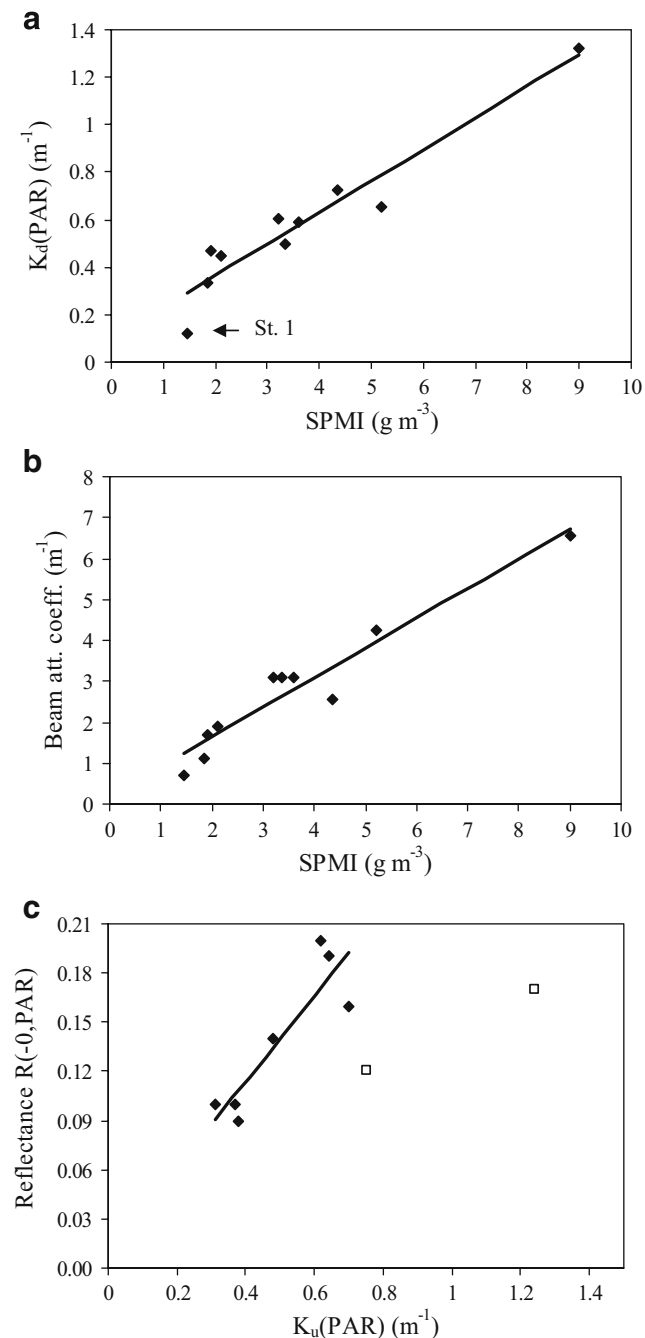 a
1.4
1.2
1
0.8
0.6
0.4
0.2
0
K_d(PAR) (m^-1)
St. 1
0 1 2 3 4 5 6 7 8 9 10
SPMI (g m^-3)
b
8
7
6
5
4
3
2
1
0
Beam att. coeff. (m^-1)
0 1 2 3 4 5 6 7 8 9 10
SPMI (g m^-3)
c
0.21
0.18
0.15
0.12
0.09
0.06
0.03
0.00
Reflectance R(-0,PAR)
0 0.2 0.4 0.6 0.8 1 1.2 1.4
K_u(PAR) (m^-1)